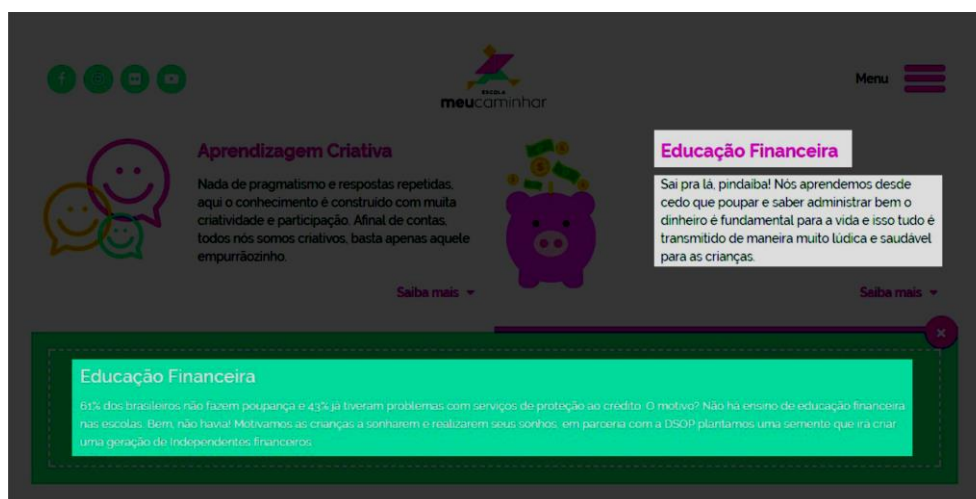 ESCOLA
meucaminhar
Menu
Aprendizagem Criativa
Nada de pragmatismo e respostas repetidas,
aqui o conhecimento é construído com muita
criatividade e participação. Afinal de contas,
todos nós somos criativos, basta apenas aquele
empurrãozinho.
Saiba mais
Educação Financeira
Sai pra lá, pindaíba! Nós aprendemos desde
cedo que poupar e saber administrar bem o
dinheiro é fundamental para a vida e isso tudo é
transmitido de maneira muito lúdica e saudável
para as crianças.
Saiba mais
Educação Financeira
61% dos brasileiros não fazem poupança e 43% já tiveram problemas com serviços de proteção ao crédito. O motivo? Não há ensino de educação financeira
nas escolas. Bem, não havia! Motivamos as crianças a sonharem e realizarem seus sonhos, em parceria com a DSOP plantamos uma semente que irá criar
uma geração de Independentes financeros.